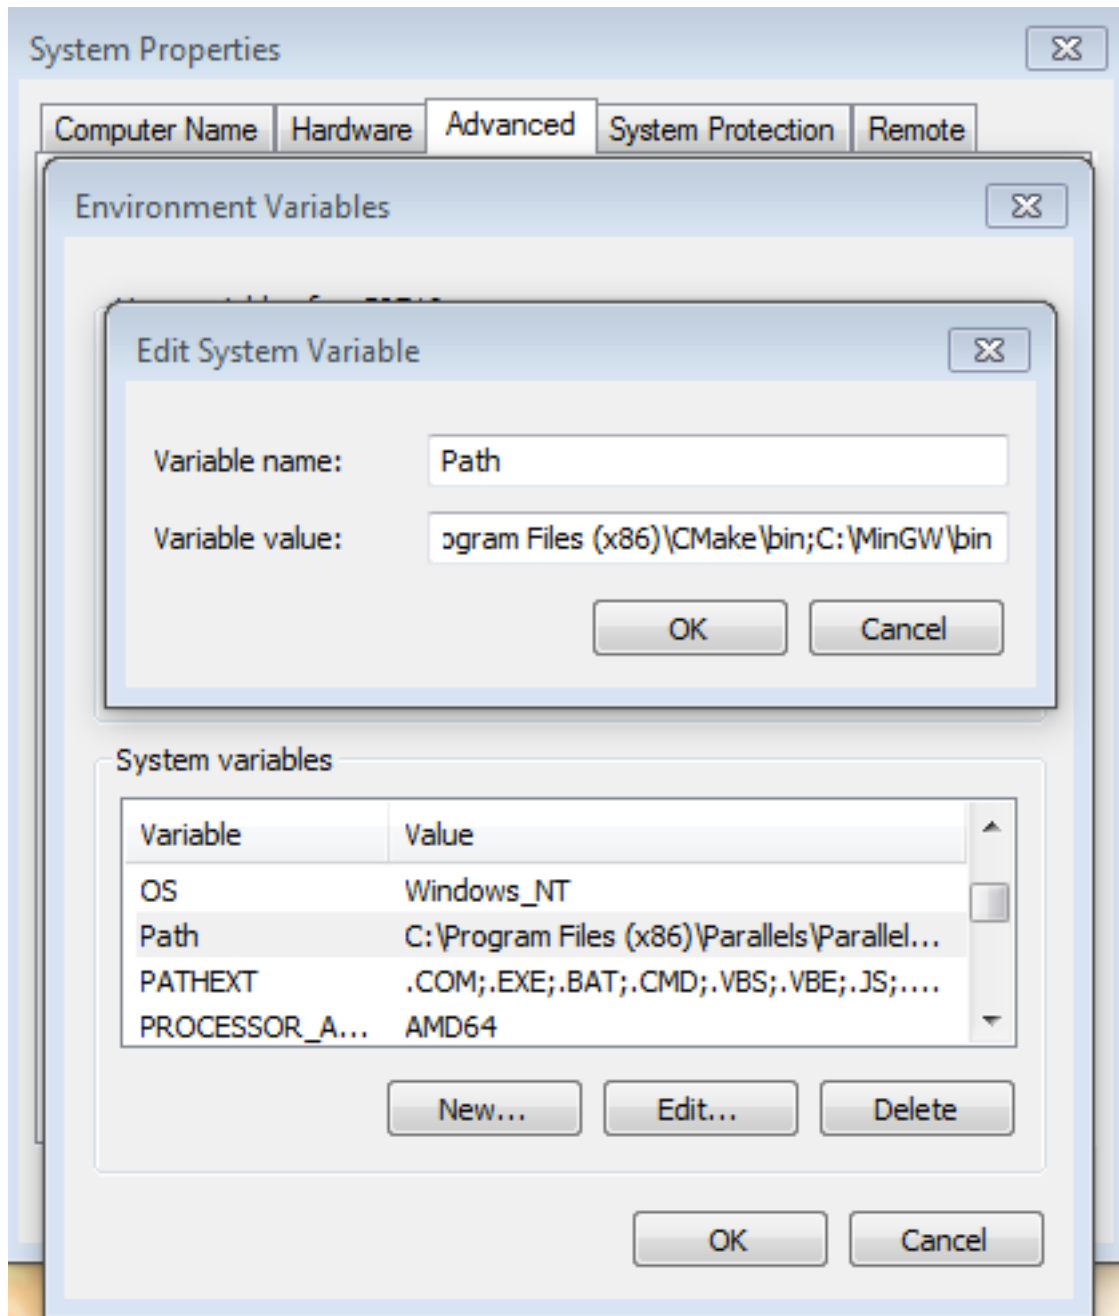 System Properties
Computer Name Hardware Advanced System Protection Remote
Environment Variables
Edit System Variable
Variable name: Path
Variable value: ogram Files (x86)\CMake\bin;C:\MinGW\bin
OK Cancel
System variables
Variable Value
OS Windows_NT
Path C:\Program Files (x86)\Parallels\Parallel...
PATHEXT .COM;.EXE;.BAT;.CMD;.VBS;.VBE;.JS;....
PROCESSOR_A... AMD64
New... Edit... Delete
OK Cancel